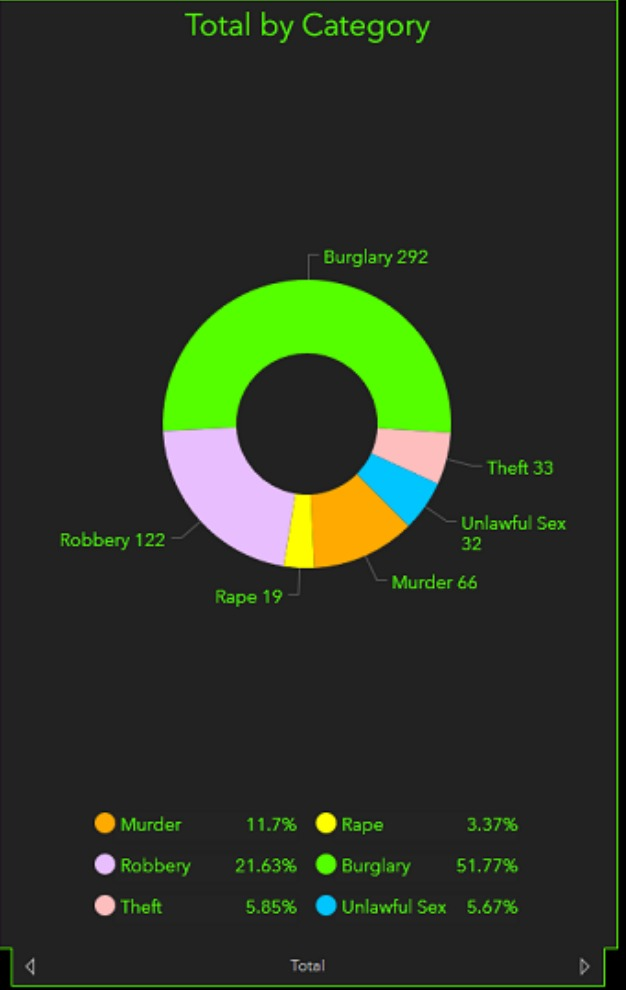 Total by Category
Burglary 292
Theft 33
Unlawful Sex
32
Robbery 122
Murder 66
Rape 19
Murder 11.7% Rape 3.37%
Robbery 21.63% Burglary 51.77%
Theft 5.85% Unlawful Sex 5.67%
Total